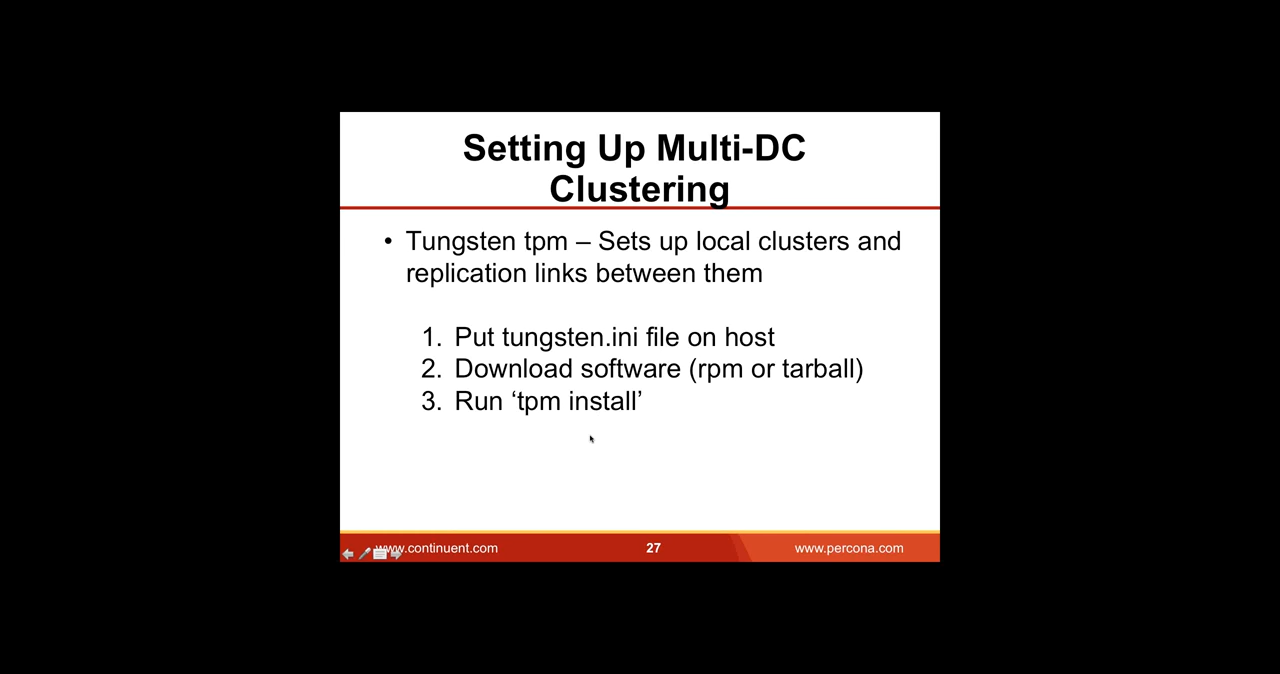 Setting Up Multi-DC
Clustering
• Tungsten tpm – Sets up local clusters and
replication links between them
1. Put tungsten.ini file on host
2. Download software (rpm or tarball)
3. Run ‘tpm install’
www.continuent.com 27 www.percona.com